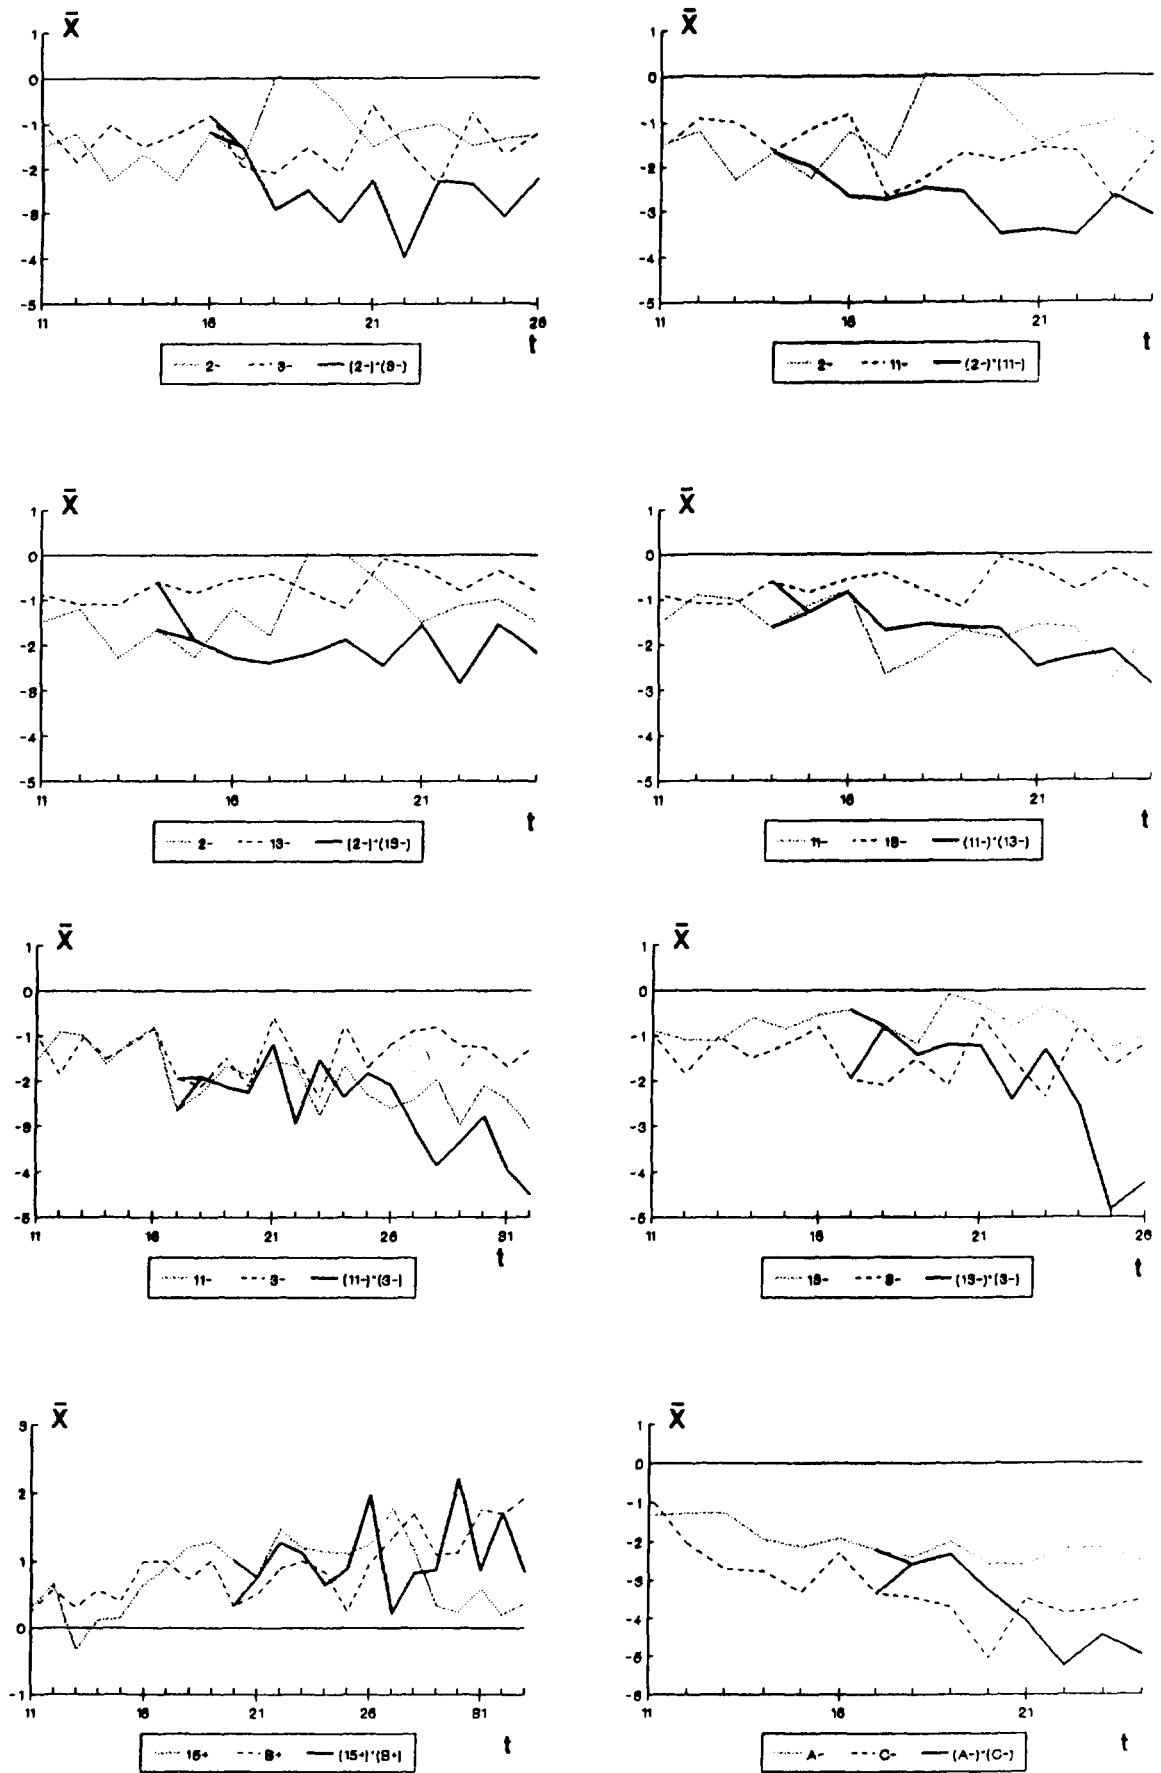 X̄
1
0
-1
-2
-3
-4
-5
11 16 21 26
t
2- 3- (2-)*(3-)
X̄
1
0
-1
-2
-3
-4
-5
11 16 21
t
2- 11- (2-)*(11-)
X̄
1
0
-1
-2
-3
-4
-5
11 16 21
t
2- 13- (2-)*(13-)
X̄
1
0
-1
-2
-3
-4
-5
11 16 21
t
11- 13- (11-)*(13-)
X̄
1
0
-1
-2
-3
-4
-5
11 16 21 26 31
t
11- 3- (11-)*(3-)
X̄
1
0
-1
-2
-3
-4
-5
11 16 21 26
t
13- 3- (13-)*(3-)
X̄
3
2
1
0
-1
11 16 21 26 31
t
15+ B+ (15+)*(B+)
X̄
1
0
-1
-2
-3
-4
-5
-6
11 16 21
t
A- C- (A-)*(C-)